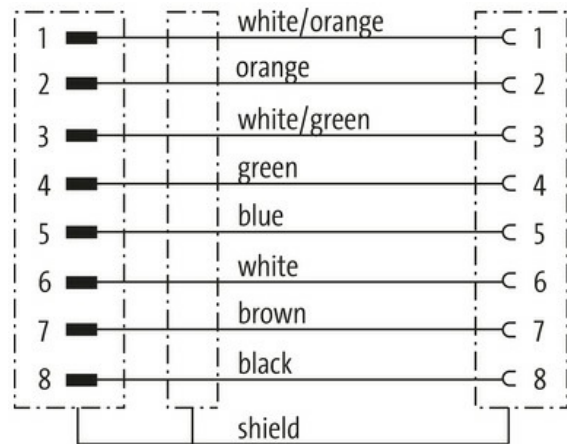 1 white/orange 1
2 orange 2
3 white/green 3
4 green 4
5 blue 5
6 white 6
7 brown 7
8 black 8
shield